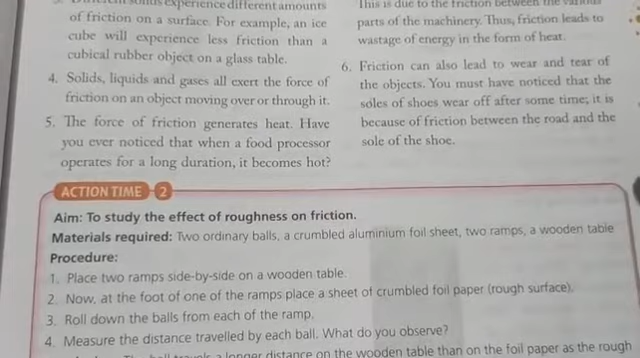 solids experience different amounts
of friction on a surface. For example, an ice
cube will experience less friction than a
cubical rubber object on a glass table.
4. Solids, liquids and gases all exert the force of
friction on an object moving over or through it.
5. The force of friction generates heat. Have
you ever noticed that when a food processor
operates for a long duration, it becomes hot?
This is due to the friction between the various
parts of the machinery. Thus, friction leads to
wastage of energy in the form of heat.
6. Friction can also lead to wear and tear of
the objects. You must have noticed that the
soles of shoes wear off after some time; it is
because of friction between the road and the
sole of the shoe.
ACTION TIME 2
Aim: To study the effect of roughness on friction.
Materials required: Two ordinary balls, a crumbled aluminium foil sheet, two ramps, a wooden table
Procedure:
1. Place two ramps side-by-side on a wooden table.
2. Now, at the foot of one of the ramps place a sheet of crumbled foil paper (rough surface).
3. Roll down the balls from each of the ramp.
4. Measure the distance travelled by each ball. What do you observe?
The ball travels a longer distance on the wooden table than on the foil paper as the rough